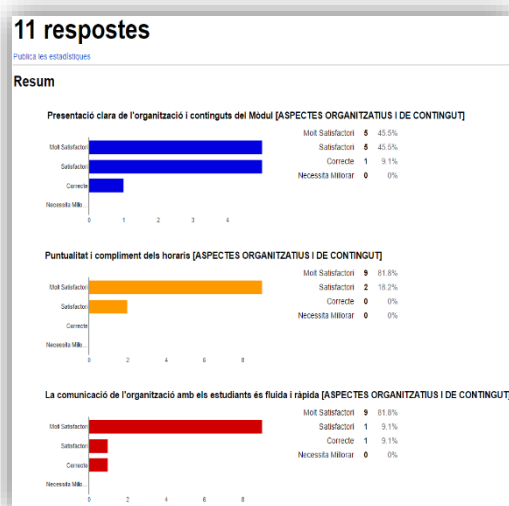 11 respostes
Publica les estadístiques
Resum
Presentació clara de l'organització i continguts del Mòdul [ASPECTES ORGANITZATIUS I DE CONTINGUT]
Molt Satisfactori 5 45.5%
Satisfactori 5 45.5%
Correcte 1 9.1%
Necessita Millorar 0 0%
Molt Satisfactori
Satisfactori
Correcte
Necessita Millo...
0 1 2 3 4
Puntualitat i compliment dels horaris [ASPECTES ORGANITZATIUS I DE CONTINGUT]
Molt Satisfactori 9 81.8%
Satisfactori 2 18.2%
Correcte 0 0%
Necessita Millorar 0 0%
Molt Satisfactori
Satisfactori
Correcte
Necessita Millo...
0 2 4 6 8
La comunicació de l'organització amb els estudiants és fluida i ràpida [ASPECTES ORGANITZATIUS I DE CONTINGUT]
Molt Satisfactori 9 81.8%
Satisfactori 1 9.1%
Correcte 1 9.1%
Necessita Millorar 0 0%
Molt Satisfactori
Satisfactori
Correcte
Necessita Millo...
0 2 4 6 8